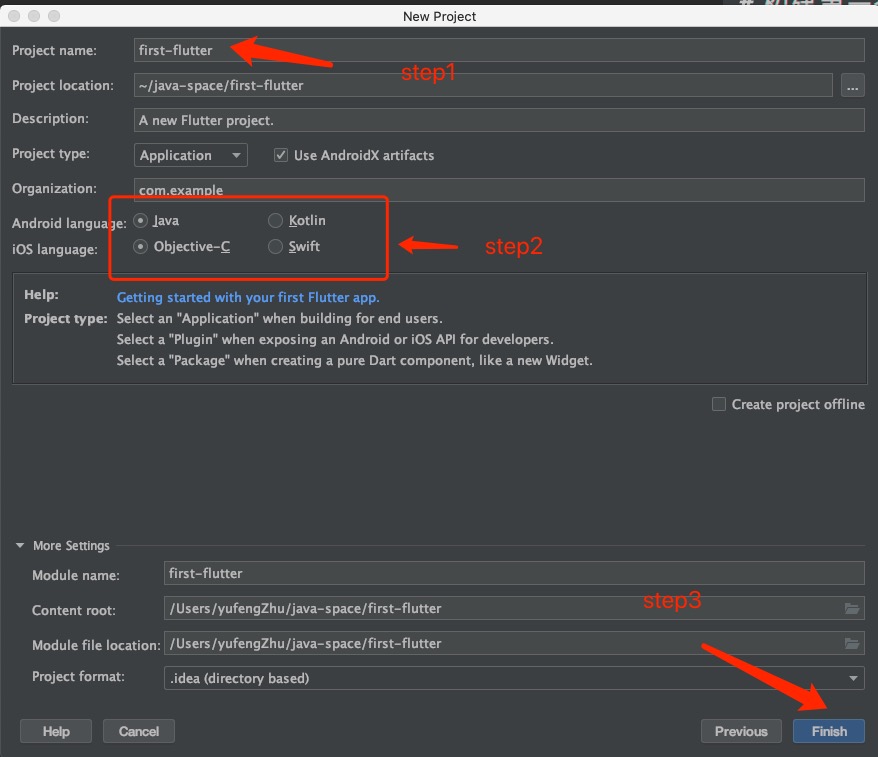 New Project
Project name: first-flutter
step1
Project location: ~/java-space/first-flutter ...
Description: A new Flutter project.
Project type: Application Use AndroidX artifacts
Organization: com.example
Android language: Java Kotlin
iOS language: Objective-C Swift
step2
Help: Getting started with your first Flutter app.
Project type: Select an "Application" when building for end users.
Select a "Plugin" when exposing an Android or iOS API for developers.
Select a "Package" when creating a pure Dart component, like a new Widget.
Create project offline
More Settings
Module name: first-flutter
Content root: /Users/yufengZhu/java-space/first-flutter
step3
Module file location: /Users/yufengZhu/java-space/first-flutter
Project format: .idea (directory based)
Help Cancel Previous Finish